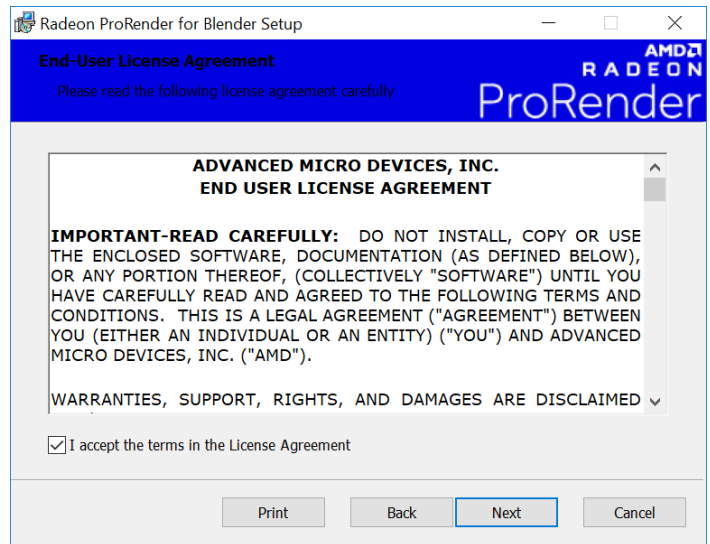 Radeon ProRender for Blender Setup
End-User License Agreement
Please read the following license agreement carefully
AMD
RADEON
ProRender
ADVANCED MICRO DEVICES, INC.
END USER LICENSE AGREEMENT
IMPORTANT-READ CAREFULLY: DO NOT INSTALL, COPY OR USE
THE ENCLOSED SOFTWARE, DOCUMENTATION (AS DEFINED BELOW),
OR ANY PORTION THEREOF, (COLLECTIVELY "SOFTWARE") UNTIL YOU
HAVE CAREFULLY READ AND AGREED TO THE FOLLOWING TERMS AND
CONDITIONS. THIS IS A LEGAL AGREEMENT ("AGREEMENT") BETWEEN
YOU (EITHER AN INDIVIDUAL OR AN ENTITY) ("YOU") AND ADVANCED
MICRO DEVICES, INC. ("AMD").
WARRANTIES, SUPPORT, RIGHTS, AND DAMAGES ARE DISCLAIMED
I accept the terms in the License Agreement
Print Back Next Cancel